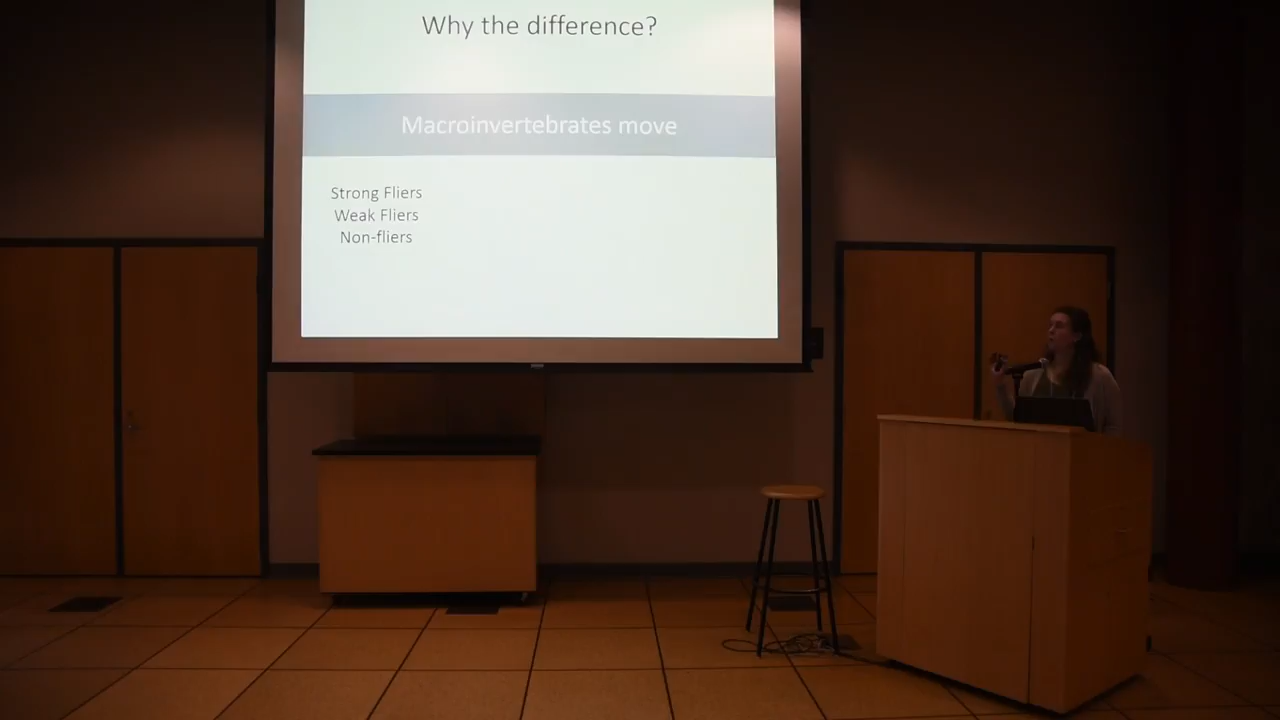 Why the difference?
Macroinvertebrates move
Strong Fliers
Weak Fliers
Non-fliers